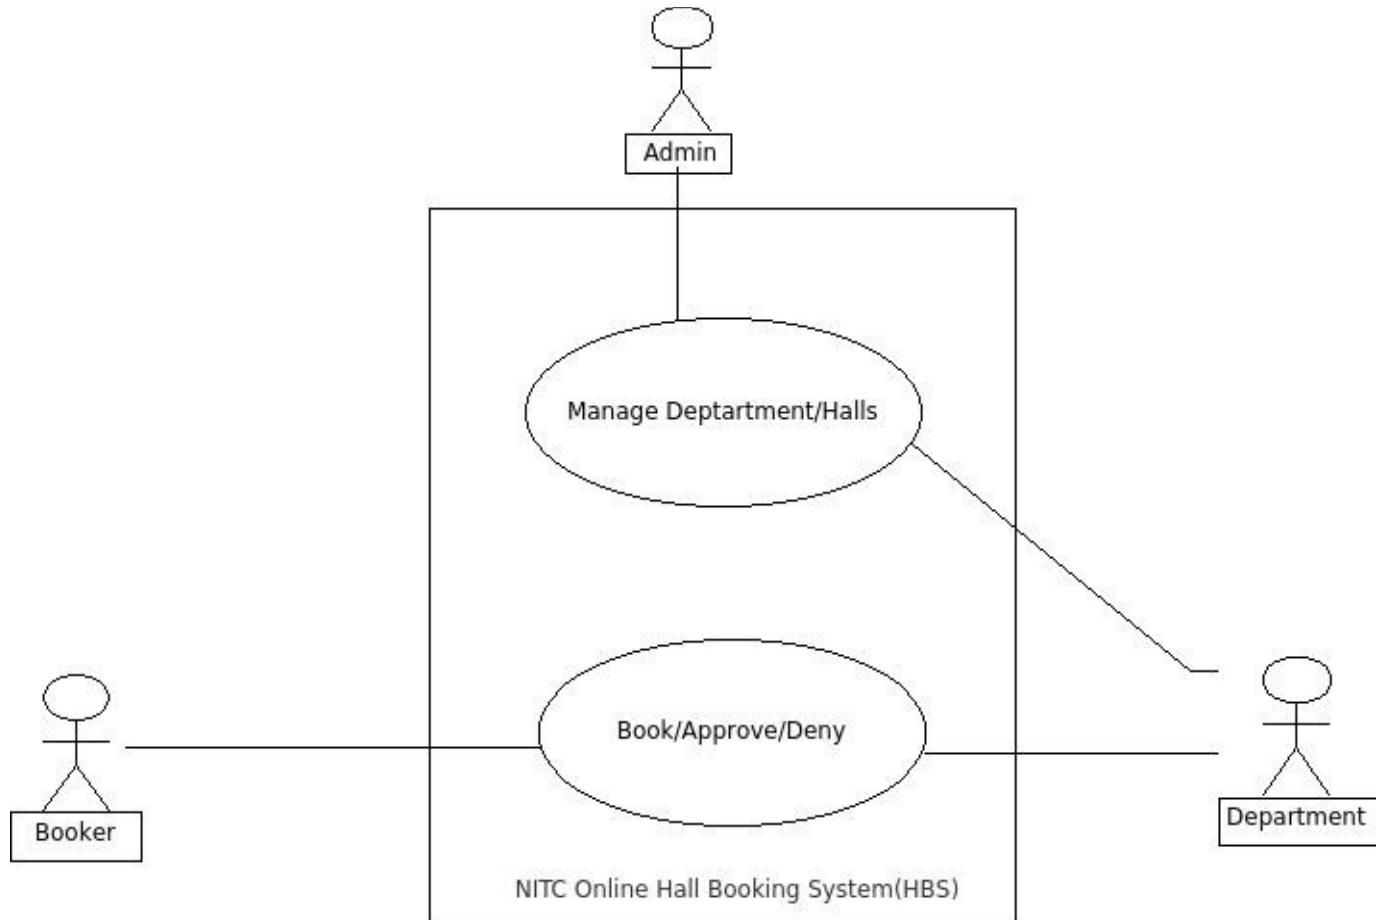 Admin
Manage Deptartment/Halls
Book/Approve/Deny
Booker
Department
NITC Online Hall Booking System(HBS)